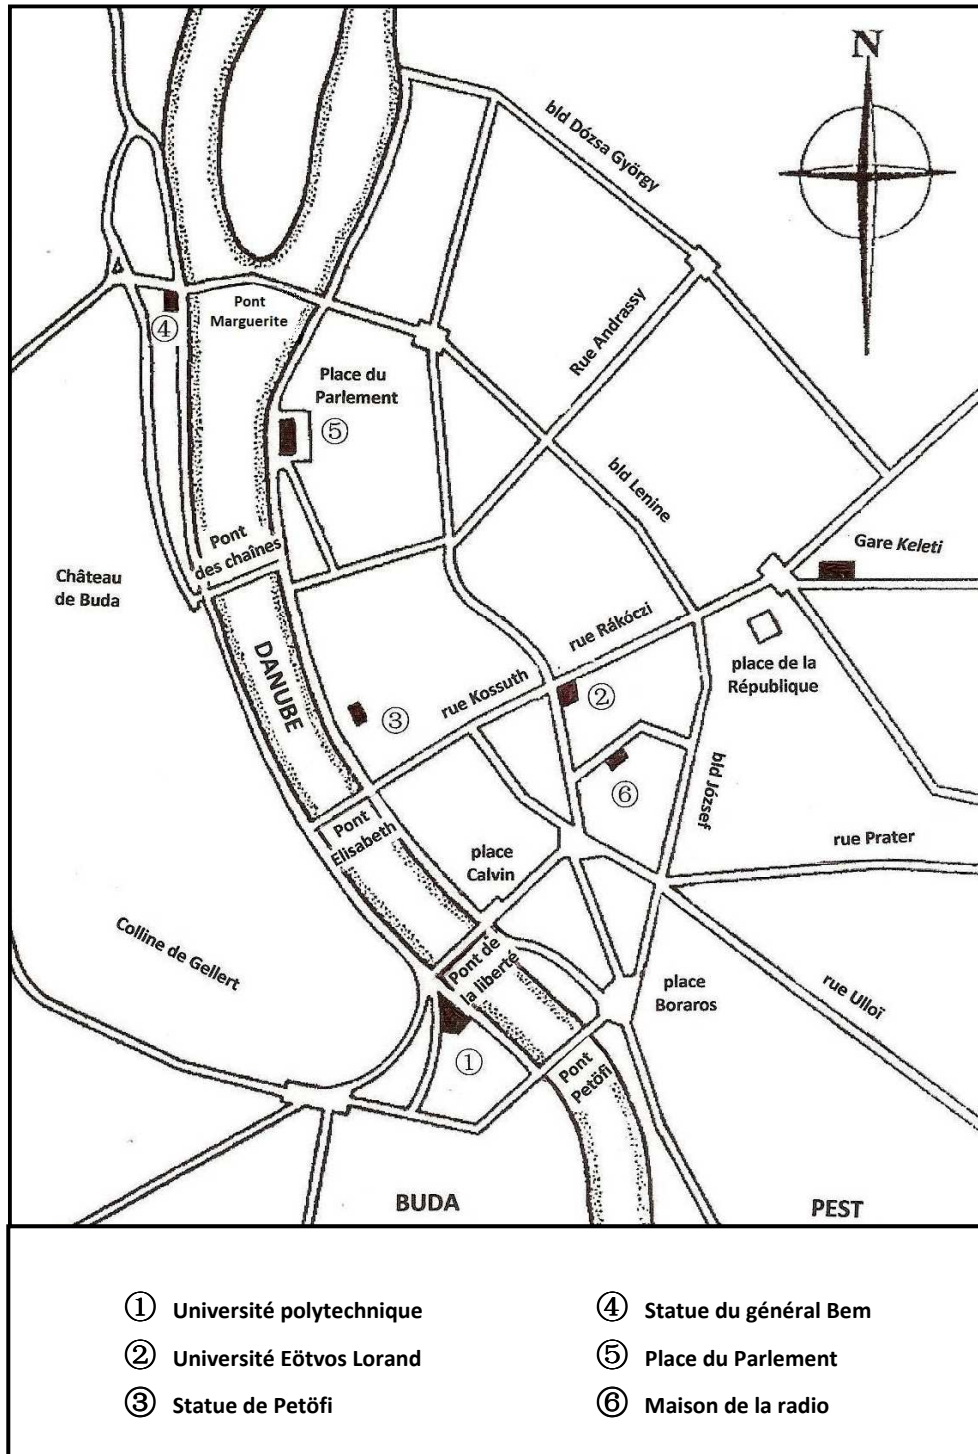 N
bld Dózsa György
Pont
Marguerite
④
Rue Andrassy
Place du
Parlement
⑤
bld Lenine
Pont
des chaînes
Gare Keleti
Château
de Buda
DANUBE
rue Rákóczi
place de la
République
rue Kossuth
②
③
⑥
bld József
Pont
Elisabeth
rue Prater
place
Calvin
Colline de Gellert
Pont de
la liberté
place
Boraros
rue Ulloï
①
Pont
Petöfi
BUDA
PEST
① Université polytechnique
② Université Eötvos Lorand
③ Statue de Petöfi
④ Statue du général Bem
⑤ Place du Parlement
⑥ Maison de la radio